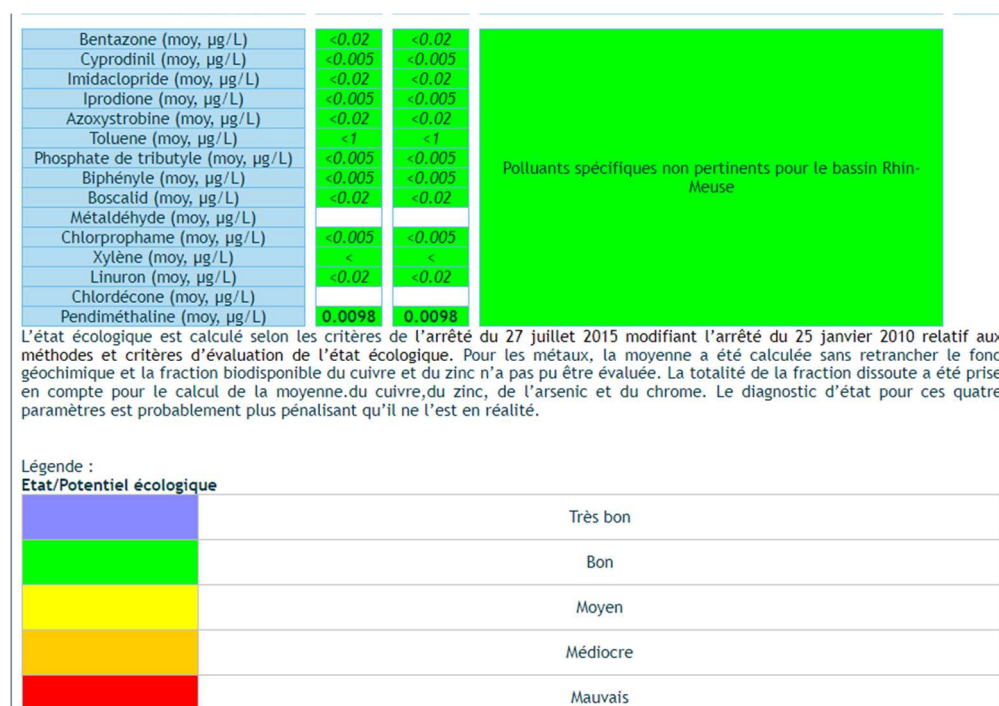 Bentazone (moy, µg/L) <0.02 <0.02
Cyprodinil (moy, µg/L) <0.005 <0.005
Imidaclopride (moy, µg/L) <0.02 <0.02
Iprodione (moy, µg/L) <0.005 <0.005
Azoxystrobine (moy, µg/L) <0.02 <0.02
Toluene (moy, µg/L) <1 <1
Phosphate de tributyle (moy, µg/L) <0.005 <0.005
Biphényle (moy, µg/L) <0.005 <0.005
Boscalid (moy, µg/L) <0.02 <0.02
Métaldéhyde (moy, µg/L)
Chlorprophame (moy, µg/L) <0.005 <0.005
Xylène (moy, µg/L) < <
Linuron (moy, µg/L) <0.02 <0.02
Chlordécone (moy, µg/L)
Pendiméthaline (moy, µg/L) 0.0098 0.0098
Polluants spécifiques non pertinents pour le bassin Rhin-
Meuse
L'état écologique est calculé selon les critères de l'arrêté du 27 juillet 2015 modifiant l'arrêté du 25 janvier 2010 relatif aux
méthodes et critères d'évaluation de l'état écologique. Pour les métaux, la moyenne a été calculée sans retrancher le fond
géochimique et la fraction biodisponible du cuivre et du zinc n'a pas pu être évaluée. La totalité de la fraction dissoute a été prise
en compte pour le calcul de la moyenne.du cuivre,du zinc, de l'arsenic et du chrome. Le diagnostic d'état pour ces quatre
paramètres est probablement plus pénalisant qu'il ne l'est en réalité.
Légende :
Etat/Potentiel écologique
Très bon
Bon
Moyen
Médiocre
Mauvais